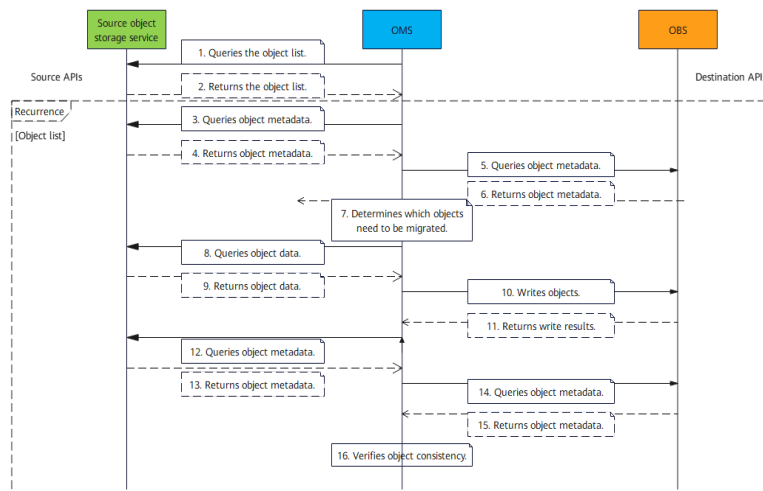 Source object
storage service
OMS
OBS
1. Queries the object list.
Source APIs
Destination API
2. Returns the object list.
Recurrence
3. Queries object metadata.
[Object list]
4. Returns object metadata.
5. Queries object metadata.
6. Returns object metadata.
7. Determines which objects
need to be migrated.
8. Queries object data.
9. Returns object data.
10. Writes objects.
11. Returns write results.
12. Queries object metadata.
13. Returns object metadata.
14. Queries object metadata.
15. Returns object metadata.
16. Verifies object consistency.